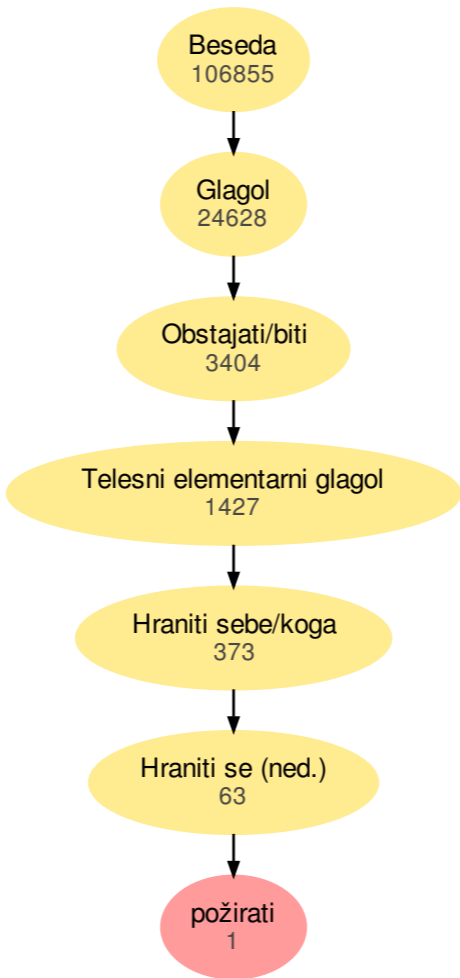 Beseda
106855
Glagol
24628
Obstajati/biti
3404
Telesni elementarni glagol
1427
Hraniti sebe/koga
373
Hraniti se (ned.)
63
požirati
1